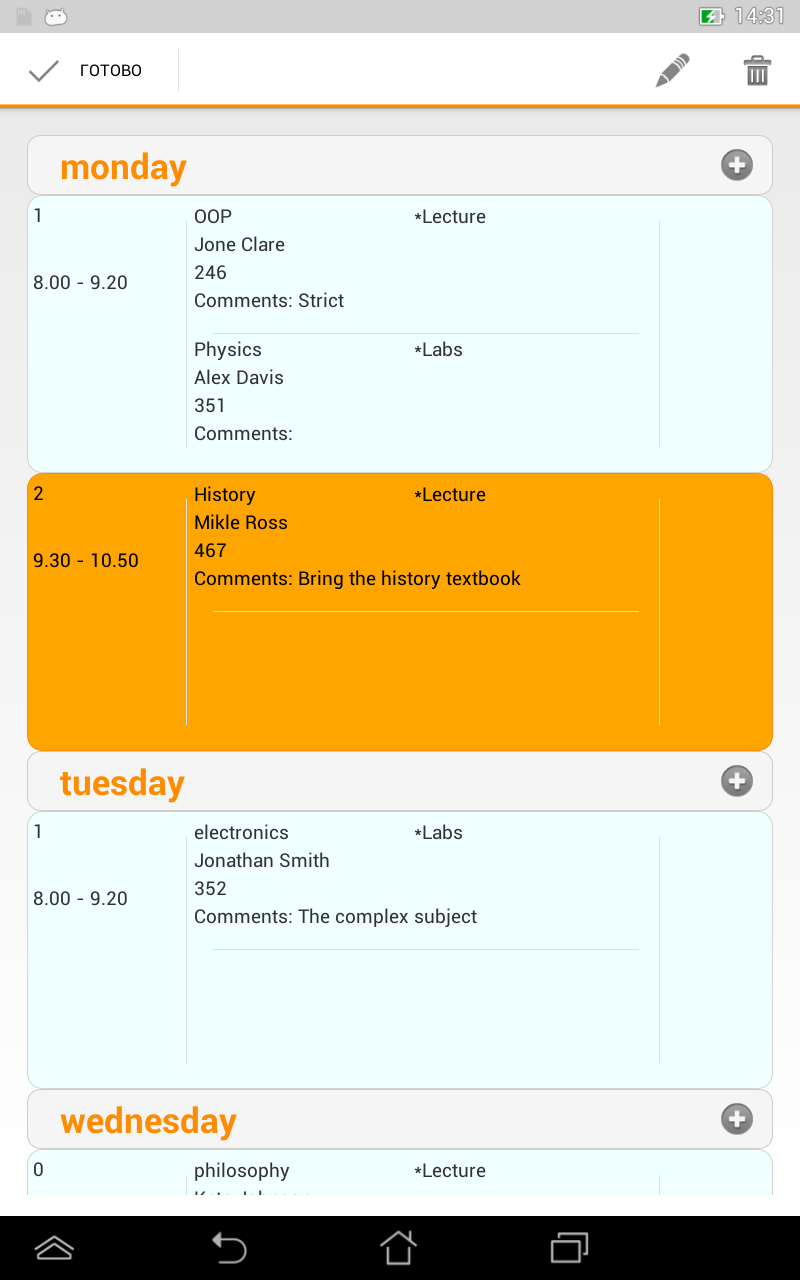 14:31
ГОТОВО
monday
1 OOP *Lecture
Jone Clare
246
8.00 - 9.20
Comments: Strict
Physics *Labs
Alex Davis
351
Comments:
2 History *Lecture
Mikle Ross
467
9.30 - 10.50
Comments: Bring the history textbook
tuesday
1 electronics *Labs
Jonathan Smith
352
8.00 - 9.20
Comments: The complex subject
wednesday
0 philosophy *Lecture